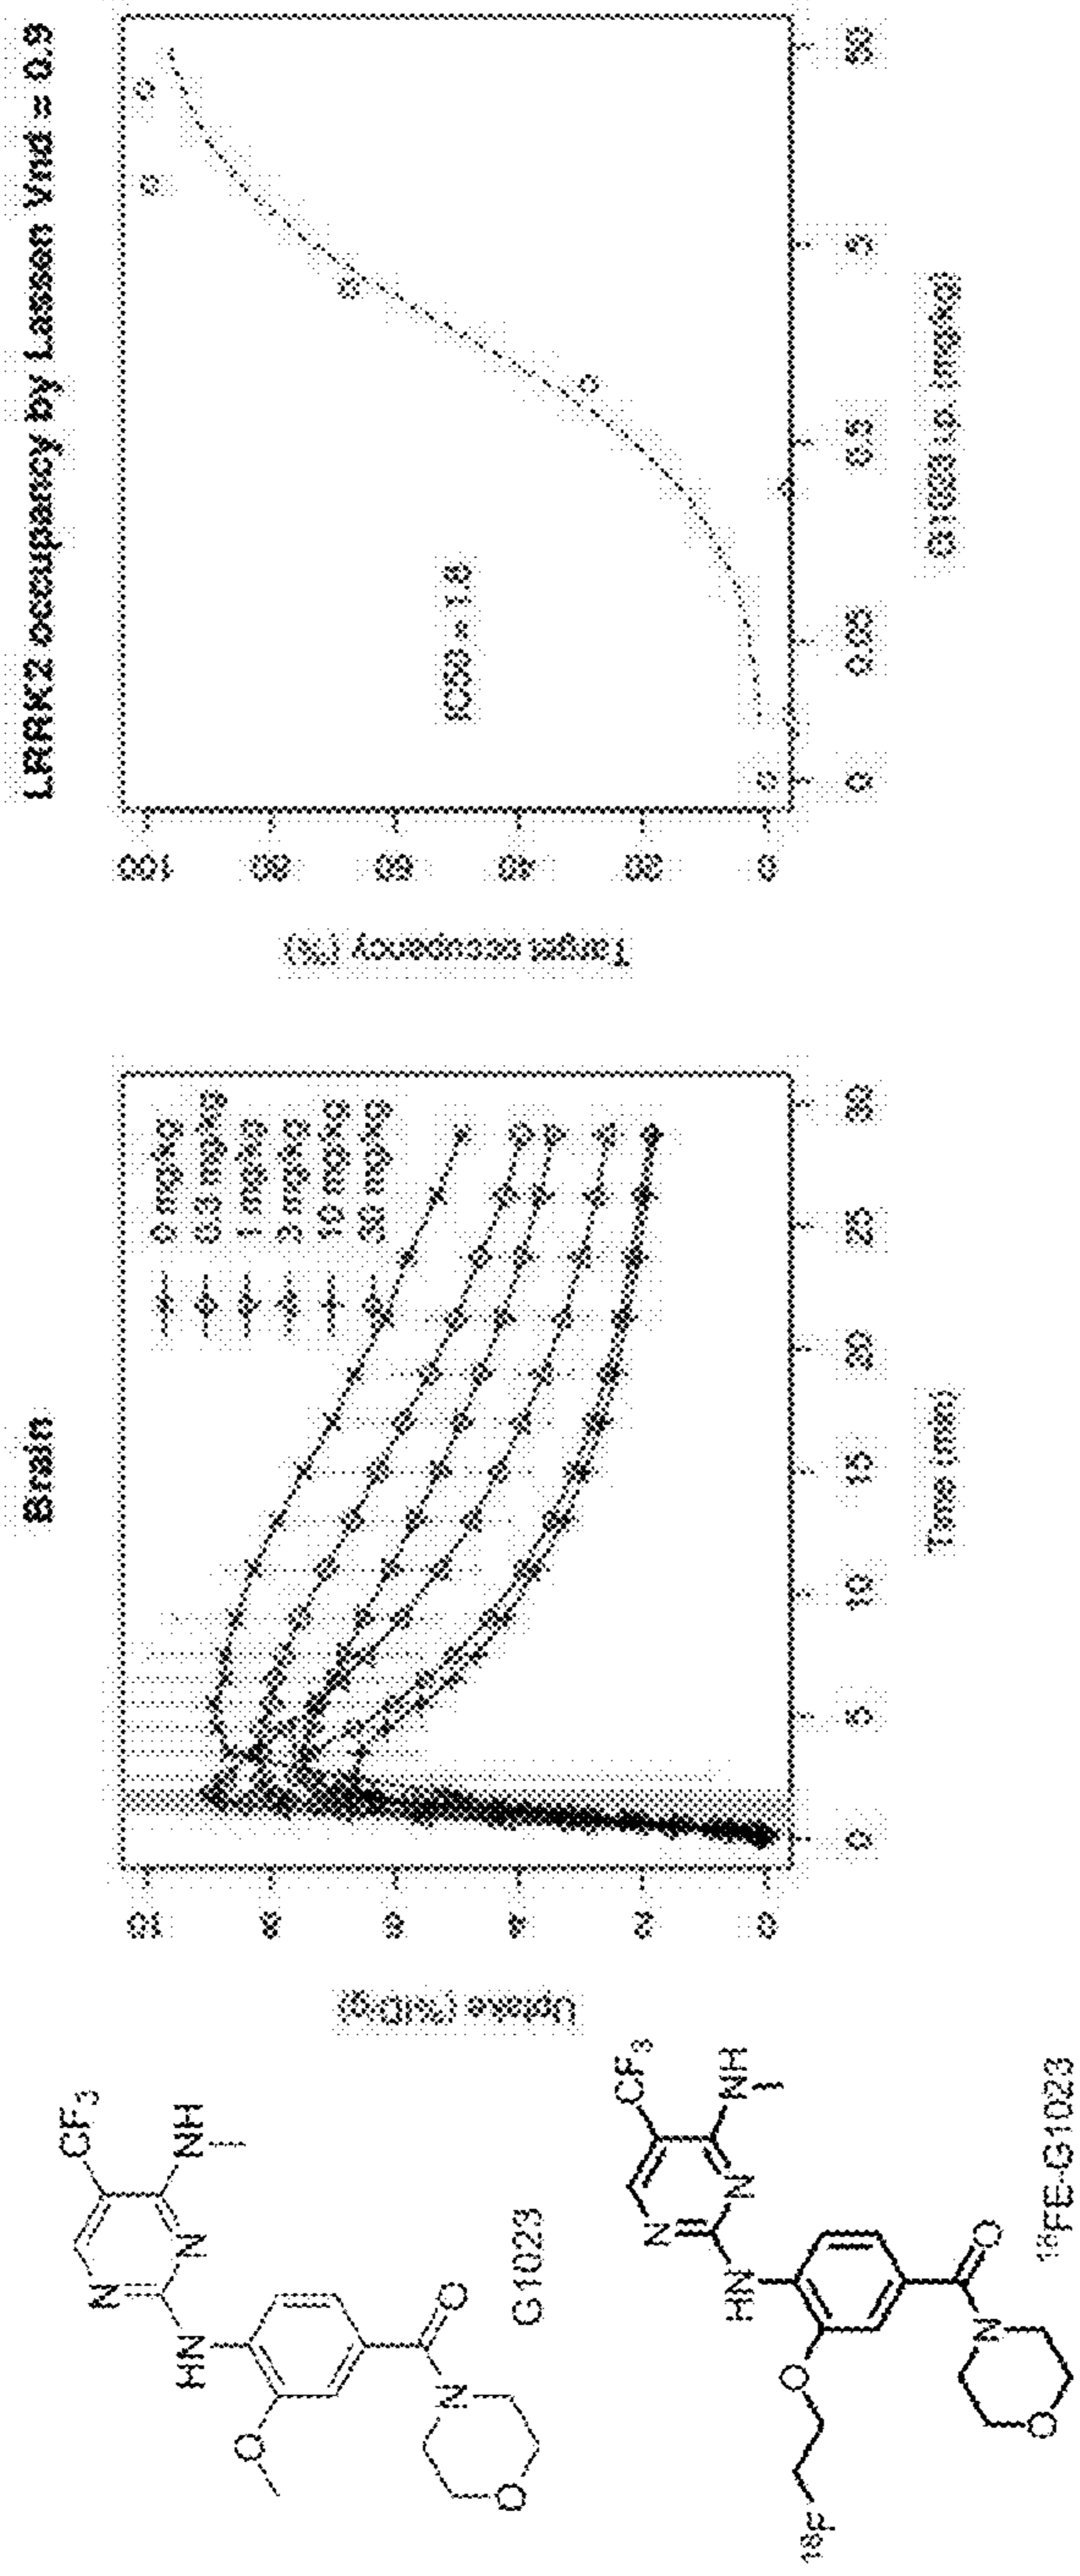 CF3
N
N
NH
HN
O
N
O
O
G1023
CF3
N
N
NH
HN
O
18F
N
O
O
18FE-G1023
Brain
Uptake (%ID/g)
10
8
6
4
2
0
0 mg/kg
0.3 mg/kg
1 mg/kg
3 mg/kg
10 mg/kg
30 mg/kg
0 5 10 15 20 25 30
Time (min)
LRRK2 occupancy by Lassen Vnd = 0.9
Target occupancy (%)
100
80
60
40
20
0
IC50 = 1.8
0 0.05 0.5 5 50
G1023 i.p. (mg/kg)